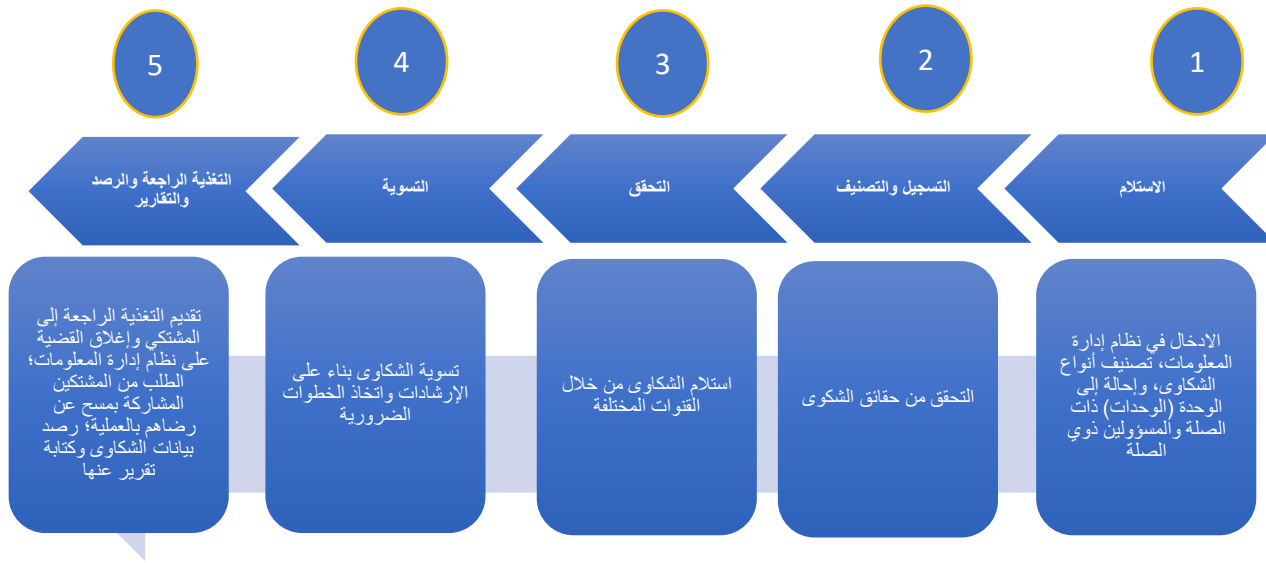 1
2
3
4
5
الاستلام
التسجيل والتصنيف
التحقق
التسوية
التغذية الراجعة والرصد
والتقارير
الادخال في نظام إدارة
المعلومات، تصنيف أنواع
الشكاوى، وإحالة إلى
الوحدة (الوحدات) ذات
الصلة والمسؤولين ذوي
الصلة
التحقق من حقائق الشكوى
استلام الشكاوى من خلال
القنوات المختلفة
تسوية الشكاوى بناء على
الإرشادات واتخاذ الخطوات
الضرورية
تقديم التغذية الراجعة إلى
المشتكي وإغلاق القضية
على نظام إدارة المعلومات؛
الطلب من المشتكين
المشاركة بمسح عن
رضاهم بالعملية؛ رصد
بيانات الشكاوى وكتابة
تقرير عنها